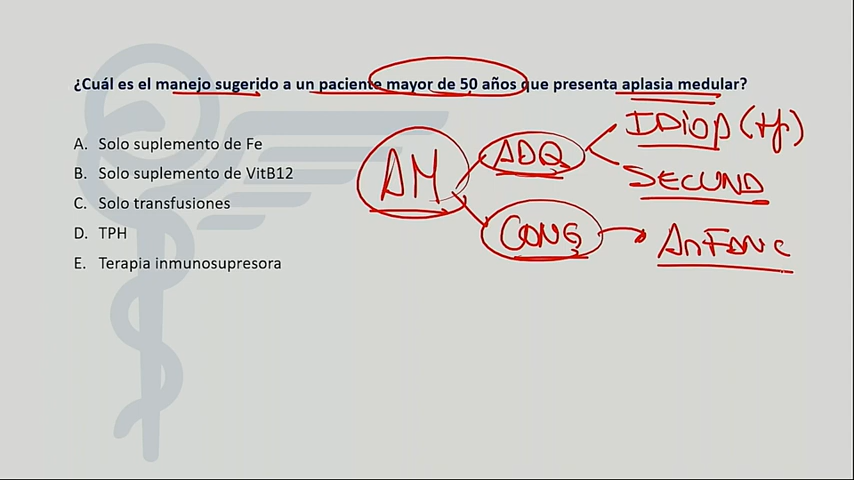 ¿Cuál es el manejo sugerido a un paciente mayor de 50 años que presenta aplasia medular?
A. Solo suplemento de Fe
B. Solo suplemento de VitB12
C. Solo transfusiones
D. TPH
E. Terapia inmunosupresora
AM
ADQ
IDiop (+f)
SECUND
CONG
AnFANC